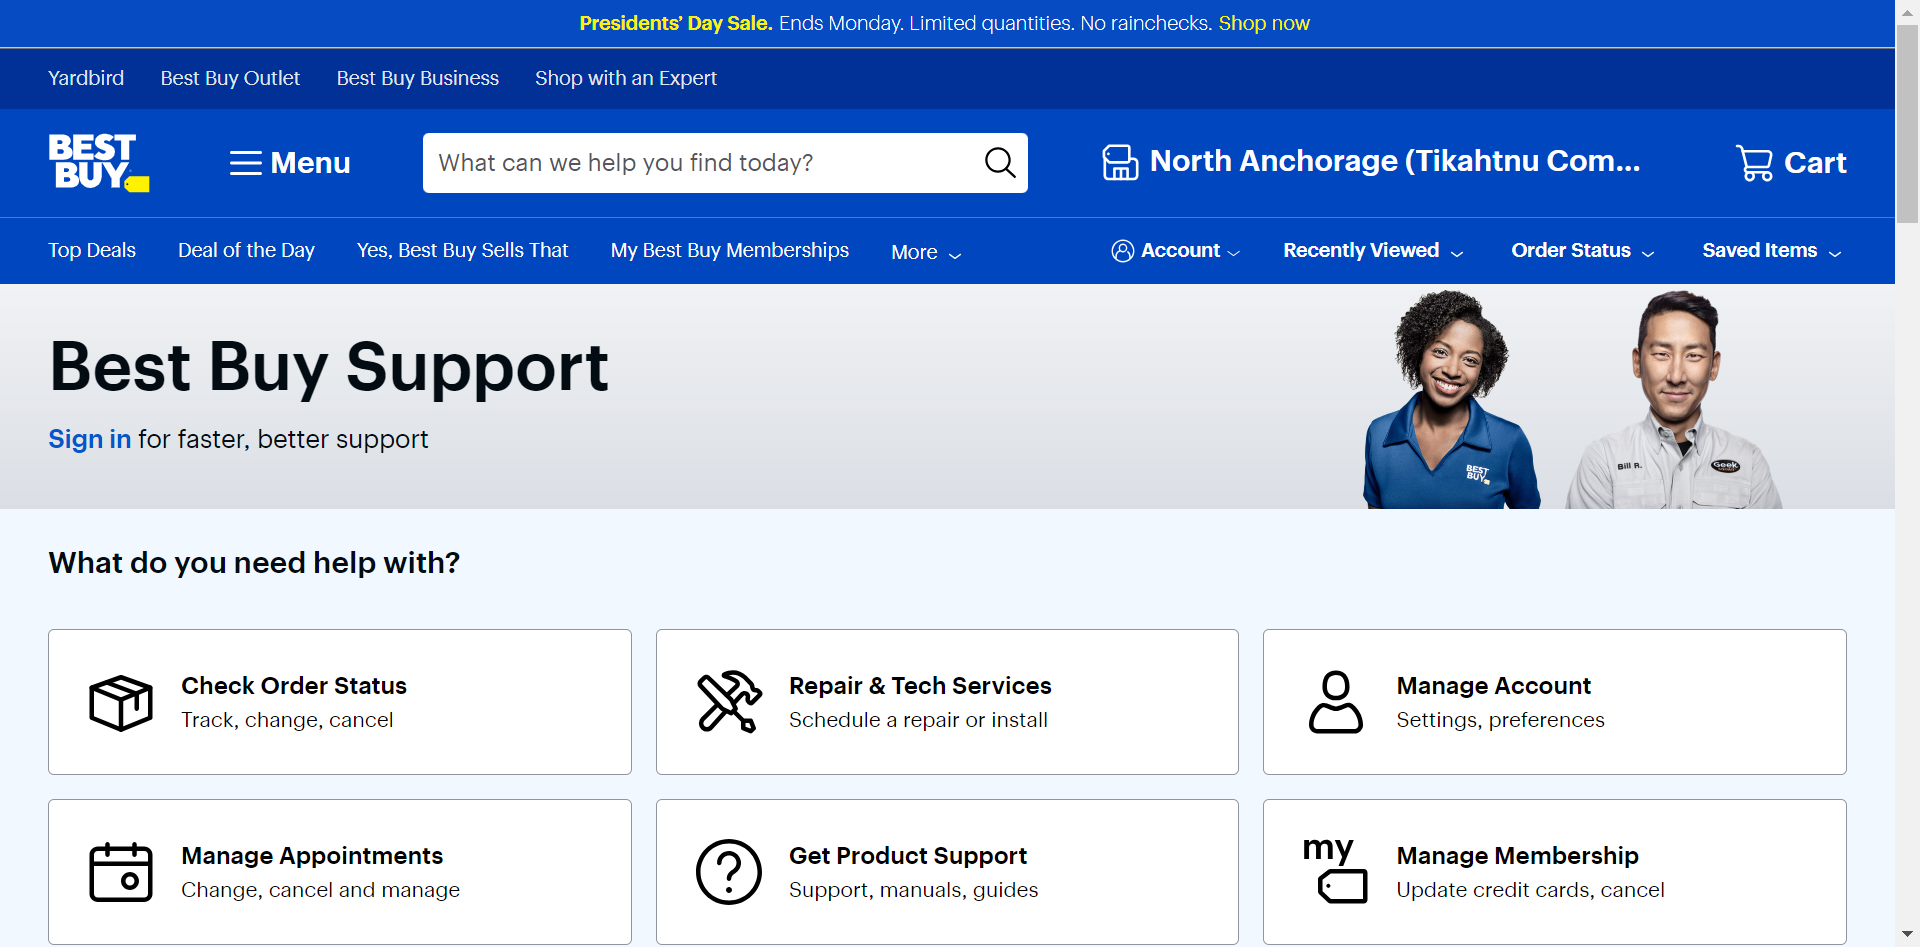 Presidents’ Day Sale. Ends Monday. Limited quantities. No rainchecks. Shop now
Yardbird Best Buy Outlet Best Buy Business Shop with an Expert
BEST
BUY
Menu
What can we help you find today?
North Anchorage (Tikahtnu Com...
Cart
Top Deals Deal of the Day Yes, Best Buy Sells That My Best Buy Memberships More
Account Recently Viewed Order Status Saved Items
Best Buy Support
Sign in for faster, better support
BEST
BUY
Bill R.
Geek
What do you need help with?
Check Order Status
Track, change, cancel
Repair & Tech Services
Schedule a repair or install
Manage Account
Settings, preferences
Manage Appointments
Change, cancel and manage
Get Product Support
Support, manuals, guides
my
Manage Membership
Update credit cards, cancel